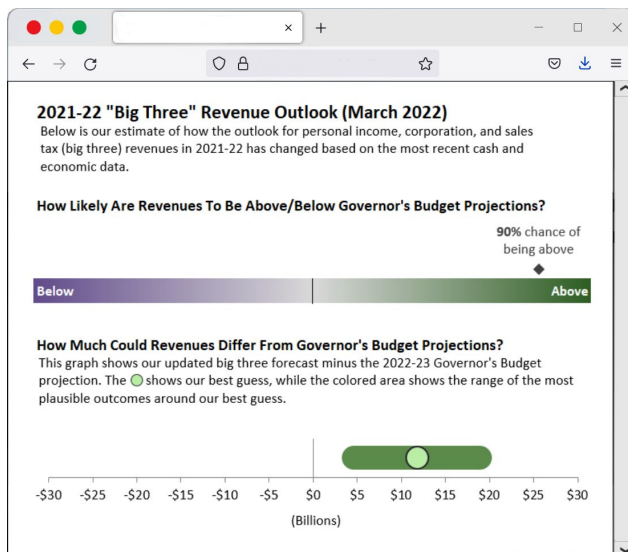 2021-22 "Big Three" Revenue Outlook (March 2022)
Below is our estimate of how the outlook for personal income, corporation, and sales
tax (big three) revenues in 2021-22 has changed based on the most recent cash and
economic data.
How Likely Are Revenues To Be Above/Below Governor's Budget Projections?
90% chance of
being above
Below Above
How Much Could Revenues Differ From Governor's Budget Projections?
This graph shows our updated big three forecast minus the 2022-23 Governor's Budget
projection. The shows our best guess, while the colored area shows the range of the most
plausible outcomes around our best guess.
-$30 -$25 -$20 -$15 -$10 -$5 $0 $5 $10 $15 $20 $25 $30
(Billions)